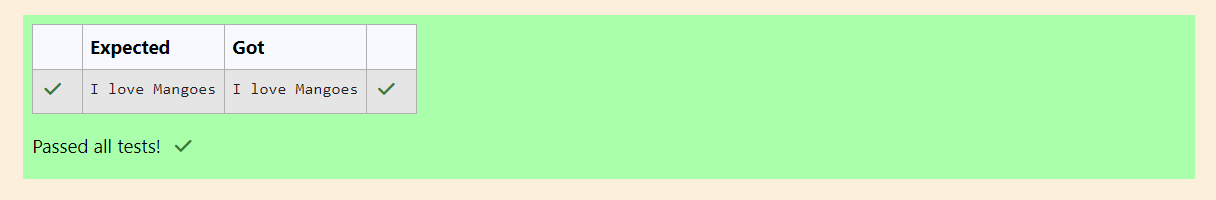 Expected Got
I love Mangoes I love Mangoes
Passed all tests!